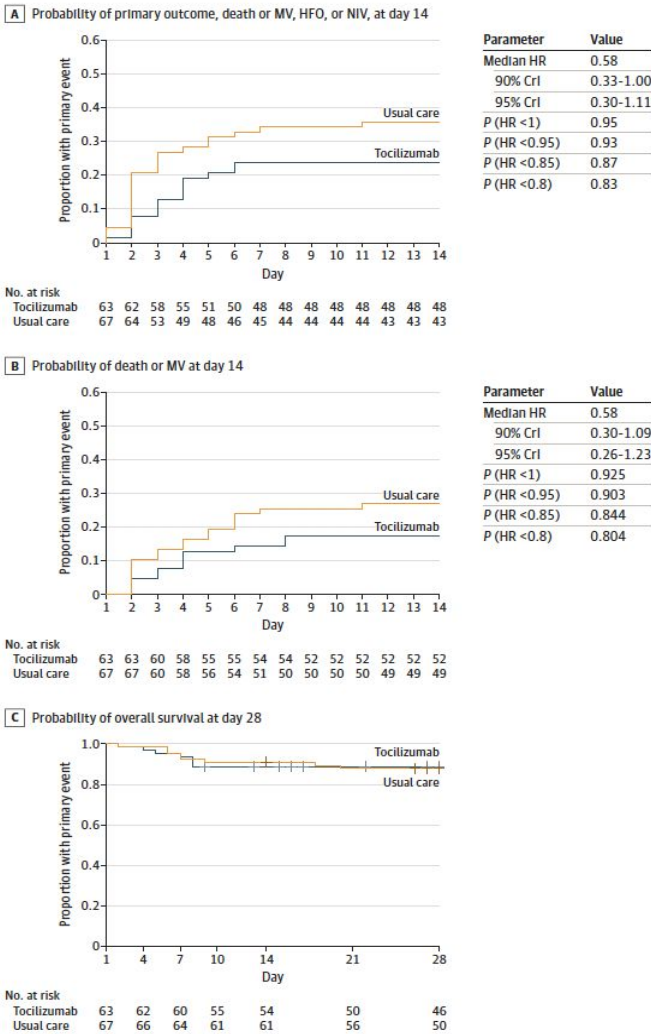 A Probability of primary outcome, death or MV, HFO, or NIV, at day 14
Proportion with primary event
0.6
0.5
0.4
0.3
0.2
0.1
0
Usual care
Tocilizumab
1 2 3 4 5 6 7 8 9 10 11 12 13 14
Day
No. at risk
Tocilizumab 63 62 58 55 51 50 48 48 48 48 48 48 48 48
Usual care 67 64 53 49 48 46 45 44 44 44 44 43 43 43
Parameter Value
Median HR 0.58
90% CrI 0.33-1.00
95% CrI 0.30-1.11
P (HR <1) 0.95
P (HR <0.95) 0.93
P (HR <0.85) 0.87
P (HR <0.8) 0.83
B Probability of death or MV at day 14
Proportion with primary event
0.6
0.5
0.4
0.3
0.2
0.1
0
Usual care
Tocilizumab
1 2 3 4 5 6 7 8 9 10 11 12 13 14
Day
No. at risk
Tocilizumab 63 63 60 58 55 55 54 54 52 52 52 52 52 52
Usual care 67 67 60 58 56 54 51 50 50 50 50 49 49 49
Parameter Value
Median HR 0.58
90% CrI 0.30-1.09
95% CrI 0.26-1.23
P (HR <1) 0.925
P (HR <0.95) 0.903
P (HR <0.85) 0.844
P (HR <0.8) 0.804
C Probability of overall survival at day 28
Proportion with primary event
1.0
0.8
0.6
0.4
0.2
0
Tocilizumab
Usual care
1 4 7 10 14 21 28
Day
No. at risk
Tocilizumab 63 62 60 55 54 50 46
Usual care 67 66 64 61 61 56 50